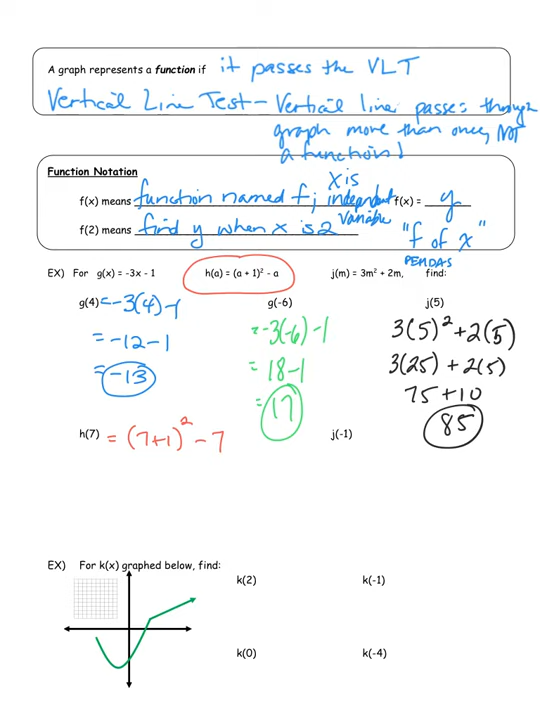 A graph represents a function if it passes the VLT
Vertical Line Test - Vertical line passes through
graph more than once, NOT
a function!
Function Notation
f(x) means function named f; x is independent variable f(x) = y
f(2) means find y when x is 2 "f of x"
PEMDAS
EX) For g(x) = -3x - 1 h(a) = (a + 1)² - a j(m) = 3m² + 2m, find:
g(4) = -3(4) - 1
= -12 - 1
= -13
g(-6)
= -3(-6) - 1
= 18 - 1
= 17
j(5)
3(5)² + 2(5)
3(25) + 2(5)
75 + 10
85
h(7) = (7+1)² - 7
j(-1)
EX) For k(x) graphed below, find:
k(2) k(-1)
k(0) k(-4)